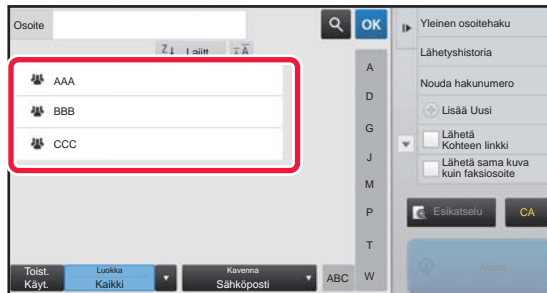 Osoite
OK
Lajitt.
AAA
BBB
CCC
A
D
G
J
M
P
T
W
ABC
Toist.
Käyt.
Luokka
Kaikki
Kavenna
Sähköposti
Yleinen osoitehaku
Lähetyshistoria
Nouda hakunumero
Lisää Uusi
Lähetä
Kohteen linkki
Lähetä sama kuva
kuin faksiosoite
Esikatselu
CA
Aloita